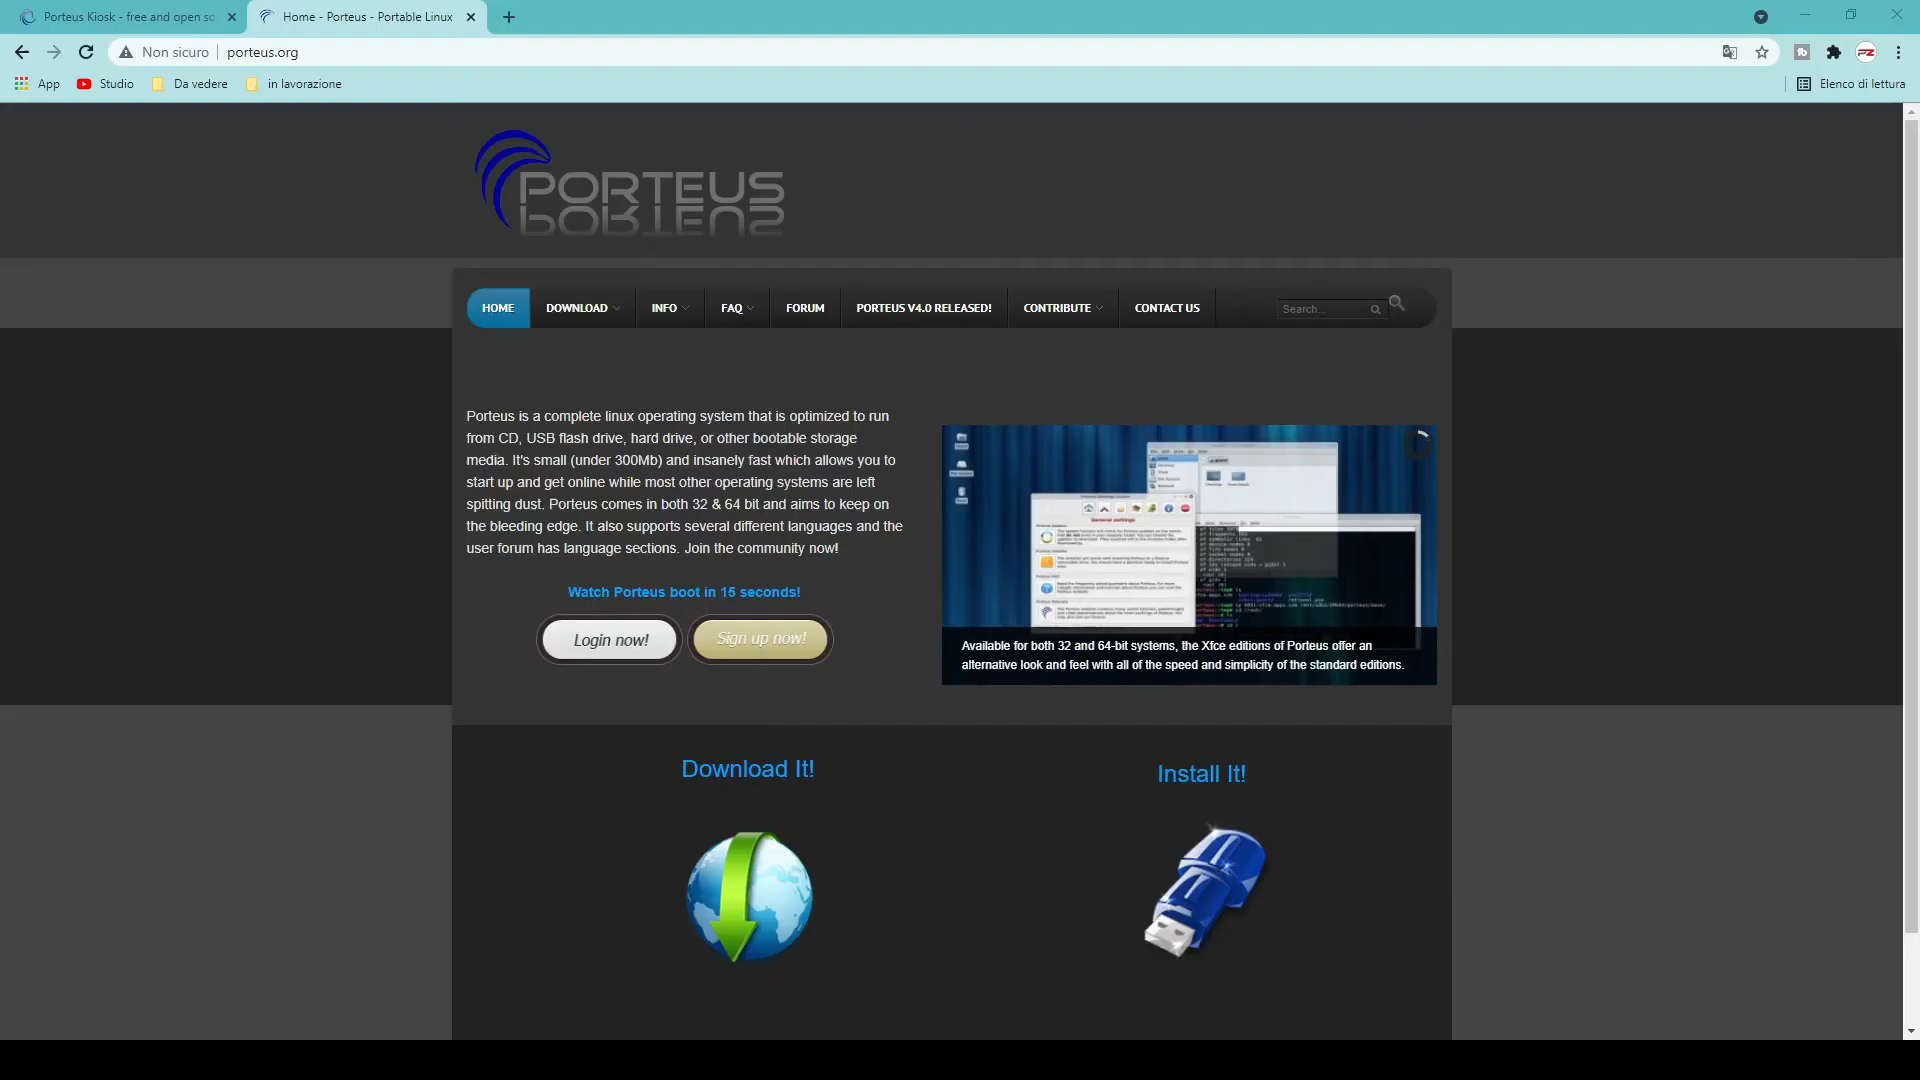 Porteus Kiosk - free and open so
Home - Porteus - Portable Linux
Non sicuro
porteus.org
App
Studio
Da vedere
in lavorazione
Elenco di lettura
PORTEUS
HOME
DOWNLOAD
INFO
FAQ
FORUM
PORTEUS V4.0 RELEASED!
CONTRIBUTE
CONTACT US
Search...
Porteus is a complete linux operating system that is optimized to run
from CD, USB flash drive, hard drive, or other bootable storage
media. It's small (under 300Mb) and insanely fast which allows you to
start up and get online while most other operating systems are left
spitting dust. Porteus comes in both 32 & 64 bit and aims to keep on
the bleeding edge. It also supports several different languages and the
user forum has language sections. Join the community now!
Watch Porteus boot in 15 seconds!
Login now!
Sign up now!
General settings
Available for both 32 and 64-bit systems, the Xfce editions of Porteus offer an
alternative look and feel with all of the speed and simplicity of the standard editions.
Download It!
Install It!